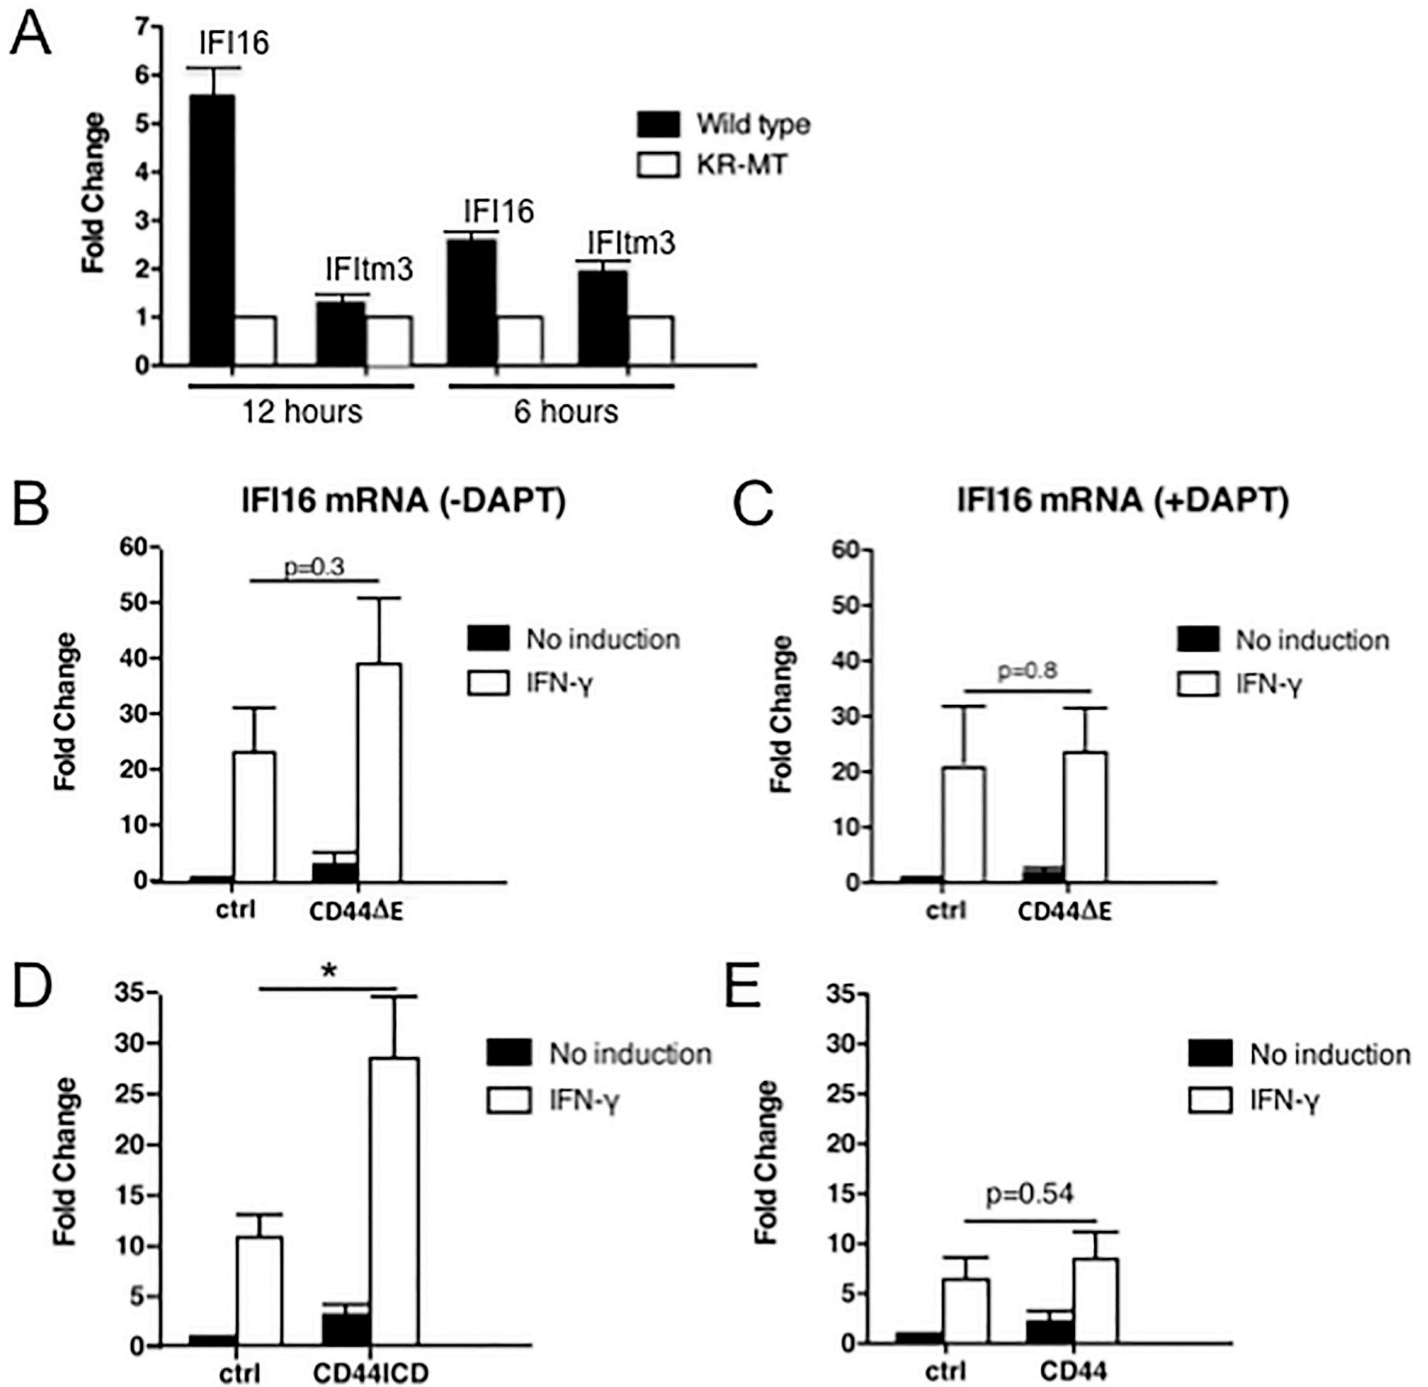 A
7
6
5
4
3
2
1
0
Fold Change
IFI16
IFItm3
IFI16
IFItm3
Wild type
KR-MT
12 hours
6 hours
B
IFI16 mRNA (-DAPT)
60
50
40
30
20
10
0
Fold Change
p=0.3
No induction
IFN-γ
ctrl
CD44ΔE
C
IFI16 mRNA (+DAPT)
60
50
40
30
20
10
0
Fold Change
p=0.8
No induction
IFN-γ
ctrl
CD44ΔE
D
35
30
25
20
15
10
5
0
Fold Change
*
No induction
IFN-γ
ctrl
CD44ICD
E
35
30
25
20
15
10
5
0
Fold Change
p=0.54
No induction
IFN-γ
ctrl
CD44